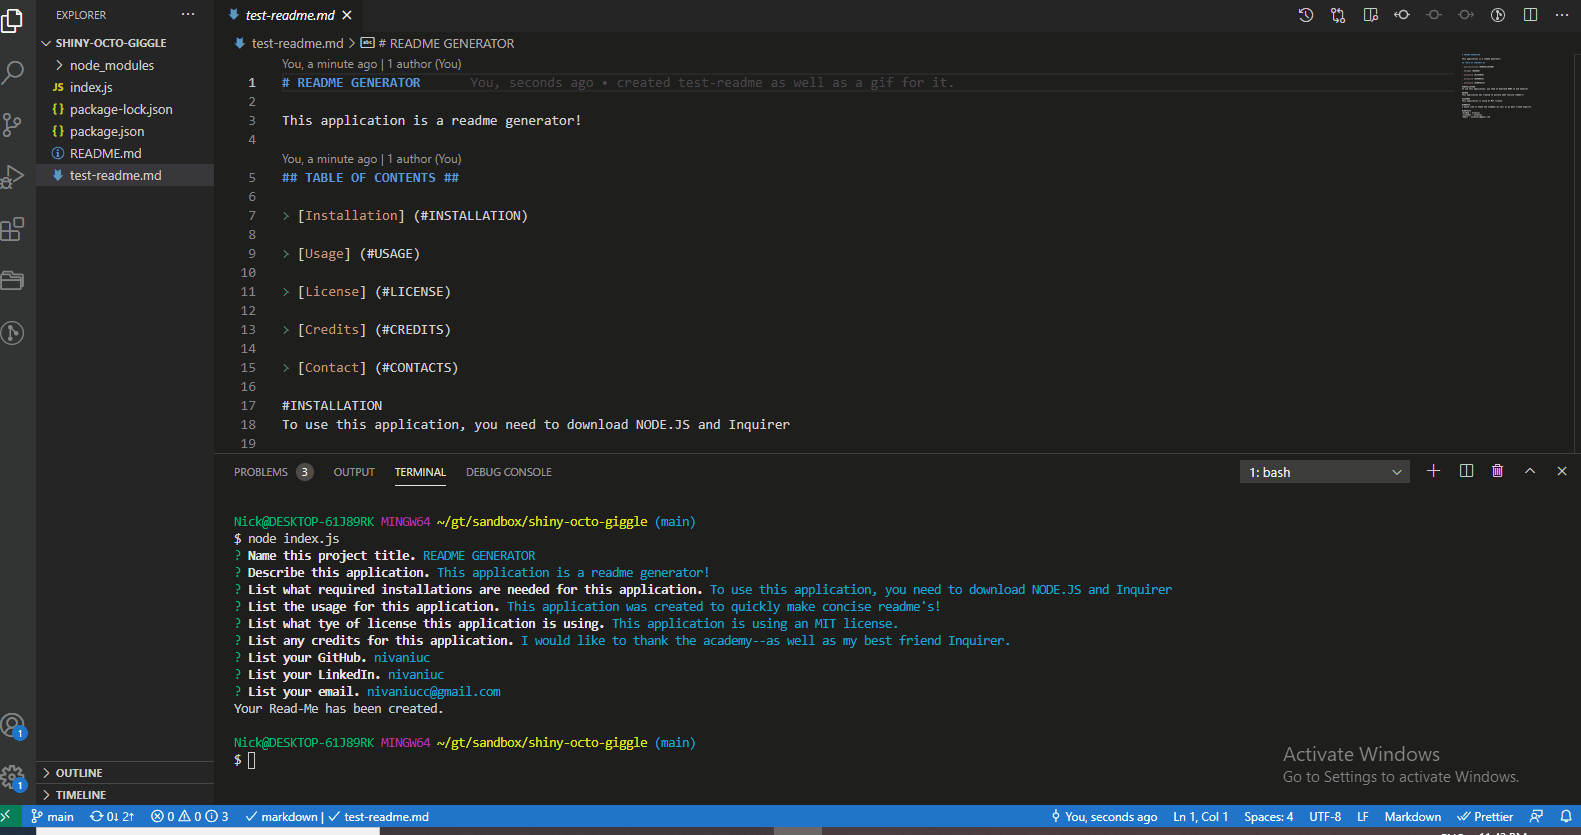 EXPLORER
SHINY-OCTO-GIGGLE
node_modules
JS index.js
{} package-lock.json
{} package.json
README.md
test-readme.md
OUTLINE
TIMELINE
test-readme.md
test-readme.md > # README GENERATOR
You, a minute ago | 1 author (You)
1 # README GENERATOR You, seconds ago • created test-readme as well as a gif for it.
2
3 This application is a readme generator!
4
You, a minute ago | 1 author (You)
5 ## TABLE OF CONTENTS ##
6
7 > [Installation] (#INSTALLATION)
8
9 > [Usage] (#USAGE)
10
11 > [License] (#LICENSE)
12
13 > [Credits] (#CREDITS)
14
15 > [Contact] (#CONTACTS)
16
17 #INSTALLATION
18 To use this application, you need to download NODE.JS and Inquirer
19
PROBLEMS 3 OUTPUT TERMINAL DEBUG CONSOLE 1: bash
Nick@DESKTOP-61J89RK MINGW64 ~/gt/sandbox/shiny-octo-giggle (main)
$ node index.js
? Name this project title. README GENERATOR
? Describe this application. This application is a readme generator!
? List what required installations are needed for this application. To use this application, you need to download NODE.JS and Inquirer
? List the usage for this application. This application was created to quickly make concise readme's!
? List what tye of license this application is using. This application is using an MIT license.
? List any credits for this application. I would like to thank the academy--as well as my best friend Inquirer.
? List your GitHub. nivaniuc
? List your LinkedIn. nivaniuc
? List your email. nivaniucc@gmail.com
Your Read-Me has been created.
Nick@DESKTOP-61J89RK MINGW64 ~/gt/sandbox/shiny-octo-giggle (main)
$
Activate Windows
Go to Settings to activate Windows.
1
1
main 0↓ 2↑ 0 0 3 markdown | test-readme.md You, seconds ago Ln 1, Col 1 Spaces: 4 UTF-8 LF Markdown Prettier